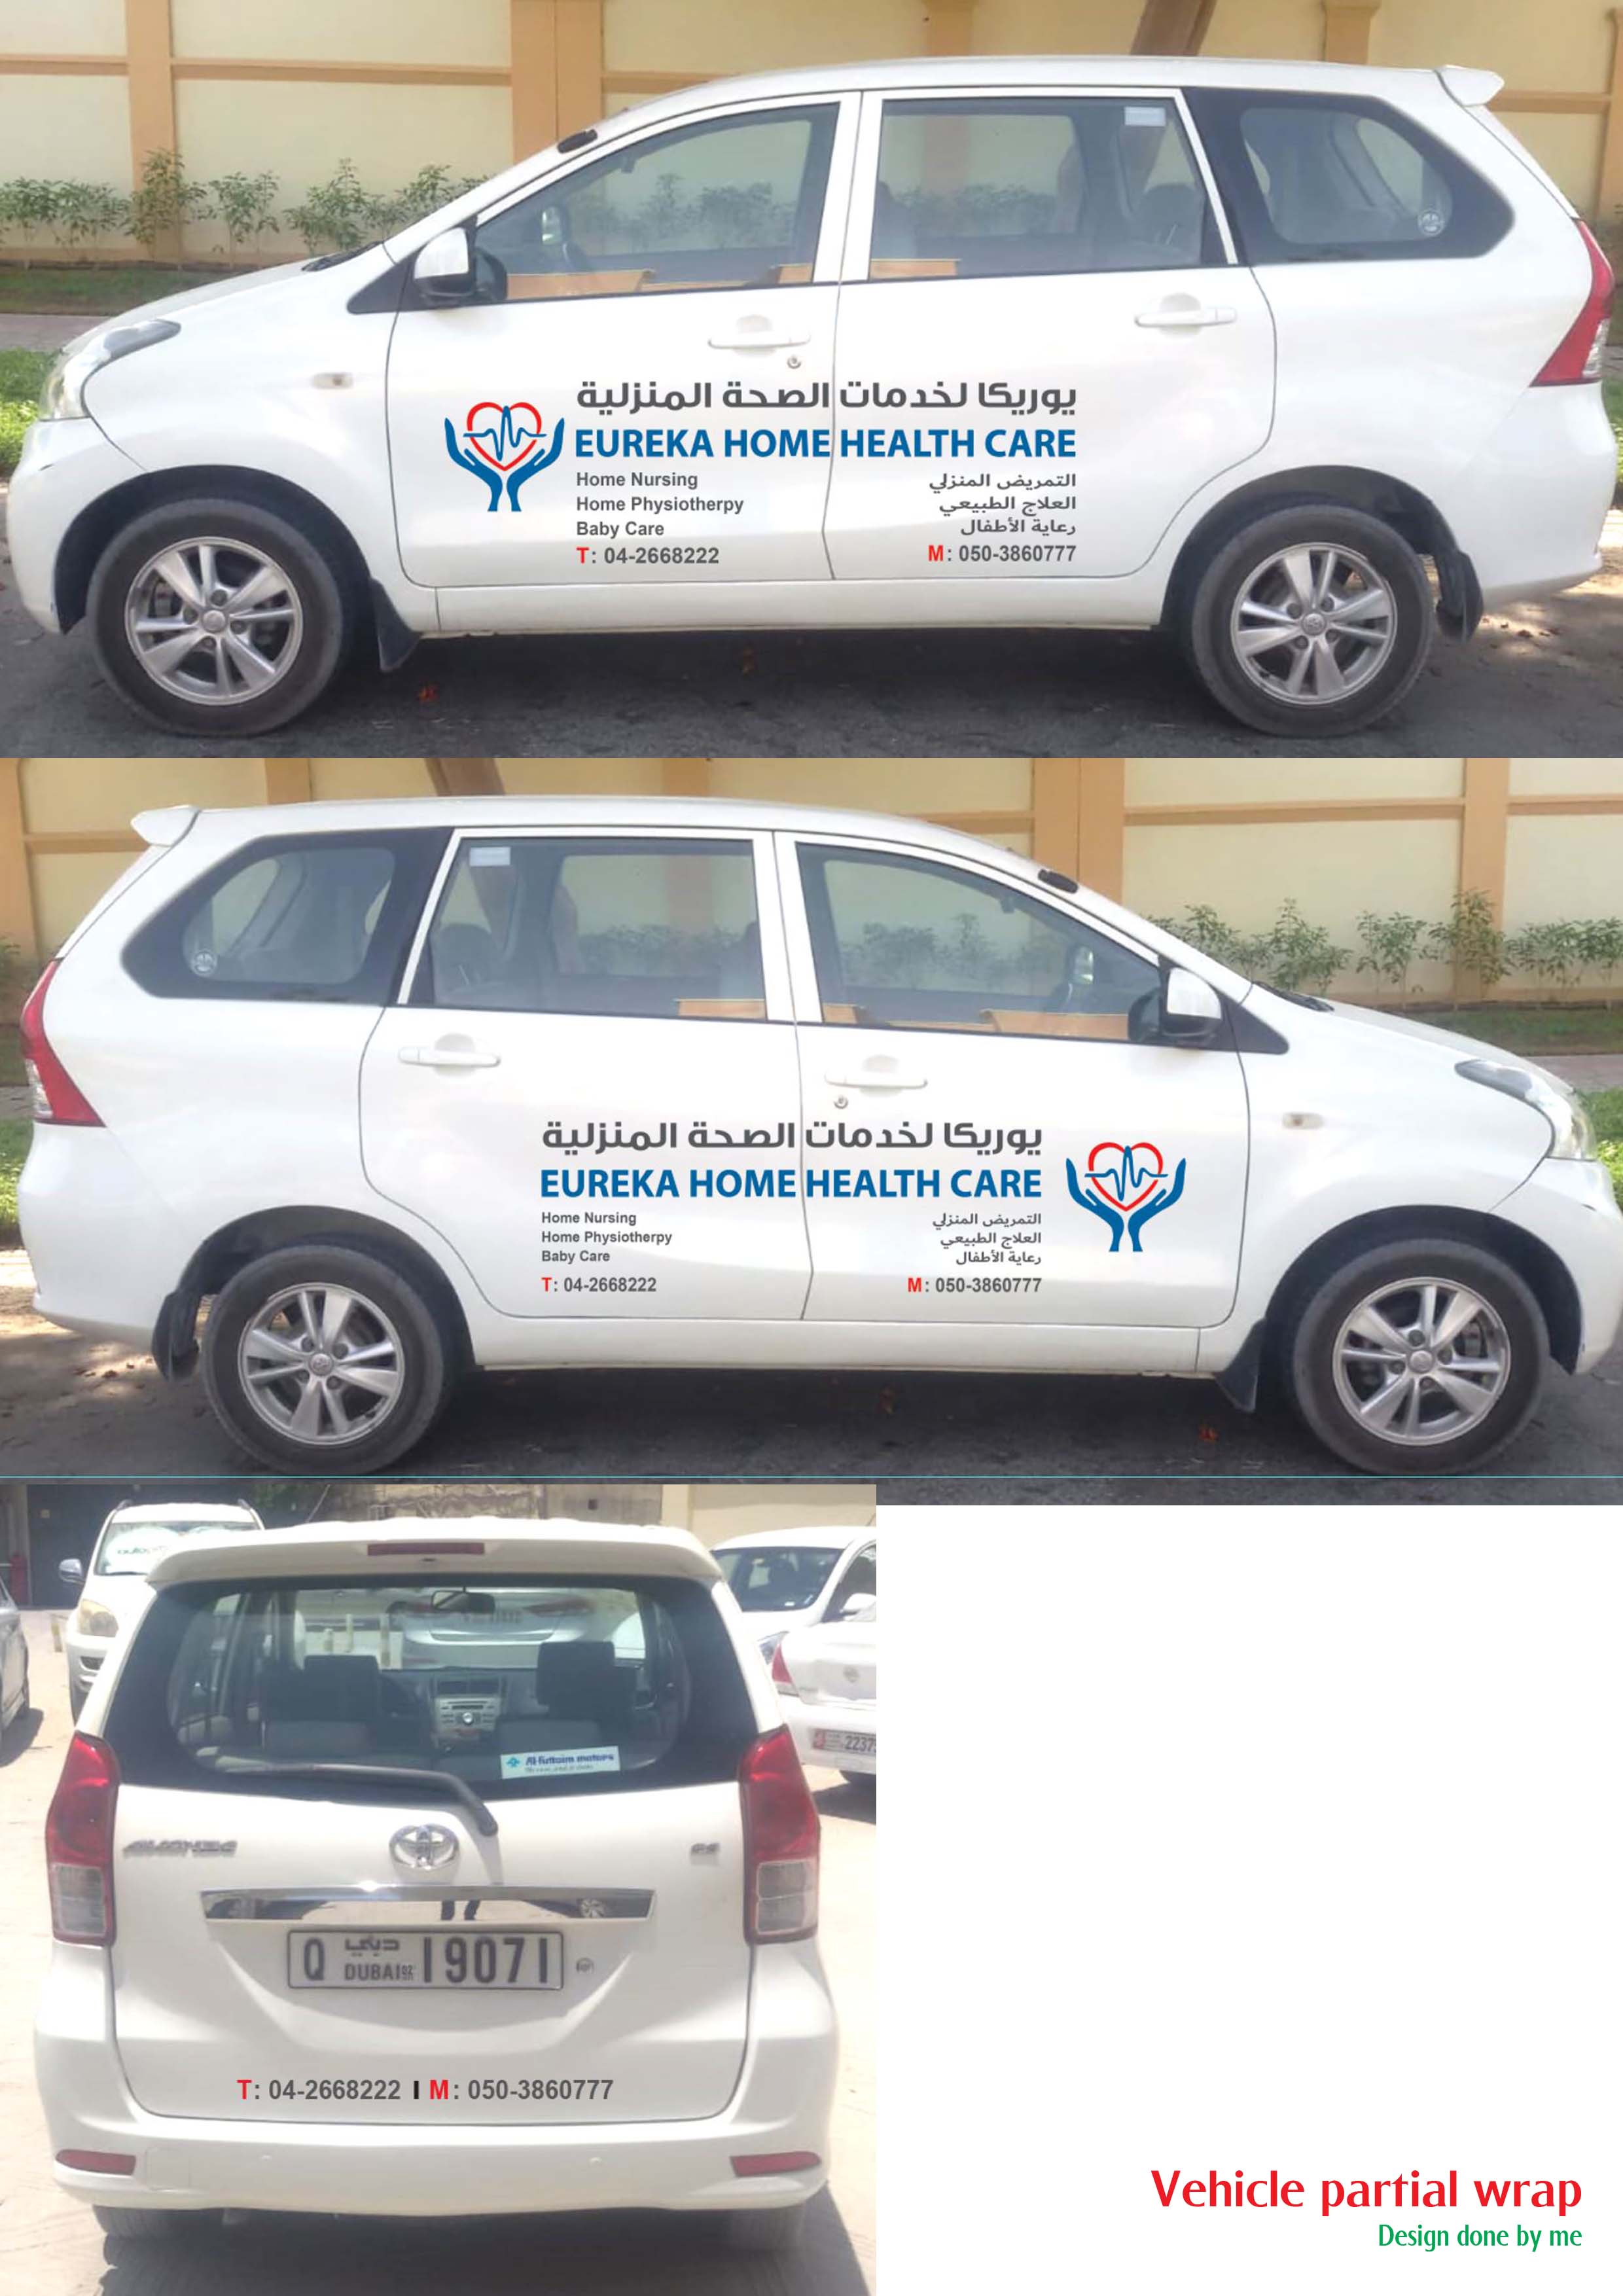 يوريكا لخدمات الصحة المنزلية
EUREKA HOME HEALTH CARE
Home Nursing
Home Physiotherpy
Baby Care
T: 04-2668222
التمريض المنزلي
العلاج الطبيعي
رعاية الأطفال
M: 050-3860777
يوريكا لخدمات الصحة المنزلية
EUREKA HOME HEALTH CARE
Home Nursing
Home Physiotherpy
Baby Care
T: 04-2668222
التمريض المنزلي
العلاج الطبيعي
رعاية الأطفال
M: 050-3860777
Al-Futtaim motors
AVANZA
Q دبي DUBAI 19071
T: 04-2668222 I M: 050-3860777
Vehicle partial wrap
Design done by me